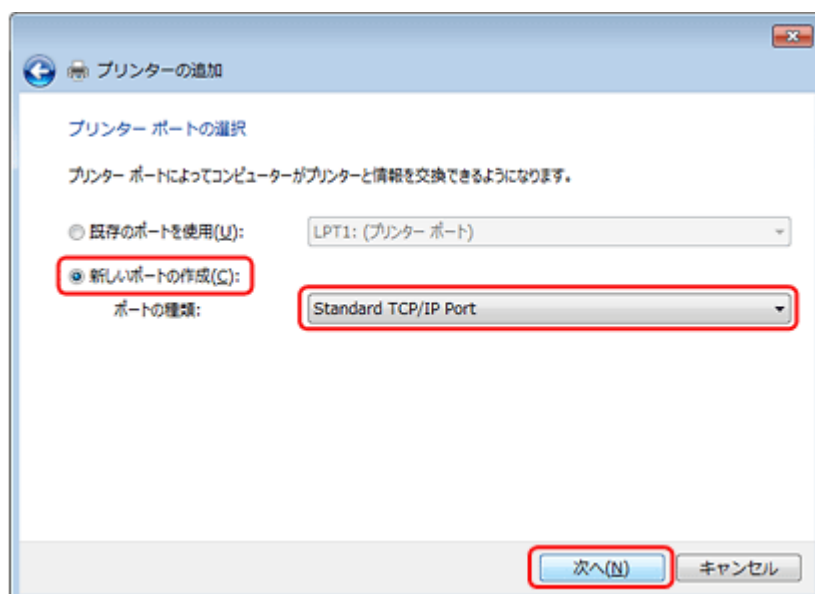 プリンターの追加
プリンター ポートの選択
プリンター ポートによってコンピューターがプリンターと情報を交換できるようになります。
既存のポートを使用(U): LPT1: (プリンター ポート)
新しいポートの作成(C):
ポートの種類: Standard TCP/IP Port
次へ(N) キャンセル